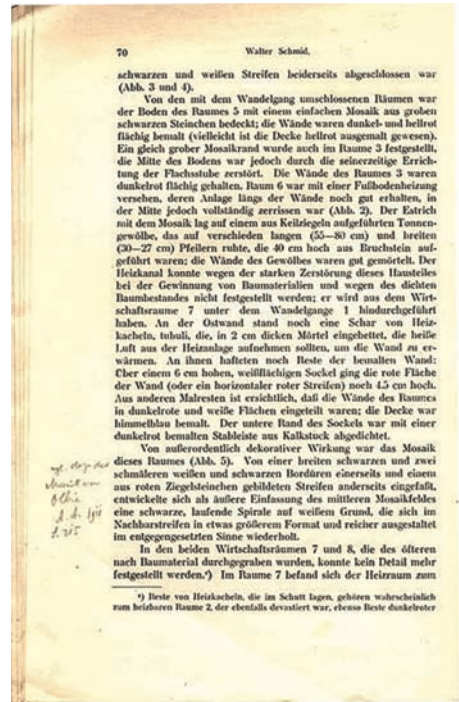 70
Walter Schmid,
schwarzen und weißen Streifen beiderseits abgeschlossen war
(Abb. 3 und 4).
Von den mit dem Wandelgang umschlossenen Räumen war
der Boden des Raumes 5 mit einem einfachen Mosaik aus groben
schwarzen Steinchen bedeckt; die Wände waren dunkel- und hellrot
flächig bemalt (vielleicht ist die Decke hellrot ausgemalt gewesen).
Ein gleich grober Mosaikrand wurde auch im Raume 3 festgestellt,
die Mitte des Bodens war jedoch durch die seinerzeitige Errich-
tung der Flachsstube zerstört. Die Wände des Raumes 3 waren
dunkelrot flächig gehalten. Raum 6 war mit einer Fußbodenheizung
versehen, deren Anlage längs der Wände noch gut erhalten, in
der Mitte jedoch vollständig zerrissen war (Abb. 2). Der Estrich
mit dem Mosaik lag auf einem aus Keilziegeln aufgeführten Tonnen-
gewölbe, das auf verschieden langen (55—80 cm) und breiten
(30—27 cm) Pfeilern ruhte, die 40 cm hoch aus Bruchstein auf-
geführt waren; die Wände des Gewölbes waren gut gemörtelt. Der
Heizkanal konnte wegen der starken Zerstörung dieses Hausteiles
bei der Gewinnung von Baumaterialien und wegen des dichten
Baumbestandes nicht festgestellt werden; er wird aus dem Wirt-
schaftsraume 7 unter dem Wandelgange 1 hindurchgeführt
haben. An der Ostwand stand noch eine Schar von Heiz-
kacheln, tubuli, die, in 2 cm dicken Mörtel eingebettet, die heiße
Luft aus der Heizanlage aufnehmen sollten, um die Wand zu er-
wärmen. An ihnen hafteten noch Reste der bemalten Wand:
Über einem 6 cm hohen, weißflächigen Sockel ging die rote Fläche
der Wand (oder ein horizontaler roter Streifen) noch 4.5 cm hoch.
Aus anderen Malresten ist ersichtlich, daß die Wände des Raumes
in dunkelrote und weiße Flächen eingeteilt waren; die Decke war
himmelblau bemalt. Der untere Rand des Sockels war mit einer
dunkelrot bemalten Stableiste aus Kalkstuck abgedichtet.
Von außerordentlich dekorativer Wirkung war das Mosaik
dieses Raumes (Abb. 5). Von einer breiten schwarzen und zwei
schmäleren weißen und schwarzen Bordüren einerseits und einem
aus roten Ziegelsteinchen gebildeten Streifen anderseits eingefaßt,
entwickelte sich als äußere Einfassung des mittleren Mosaikfeldes
eine schwarze, laufende Spirale auf weißem Grund, die sich im
Nachbarstreifen in etwas größerem Format und reicher ausgestaltet
im entgegengesetzten Sinne wiederholt.
In den beiden Wirtschaftsräumen 7 und 8, die des öfteren
nach Baumaterial durchgegraben wurden, konnte kein Detail mehr
festgestellt werden.⁴) Im Raume 7 befand sich der Heizraum zum
⁴) Reste von Heizkacheln, die im Schutt lagen, gehören wahrscheinlich
zum heizbaren Raume 2, der ebenfalls devastiert war, ebenso Reste dunkelroter